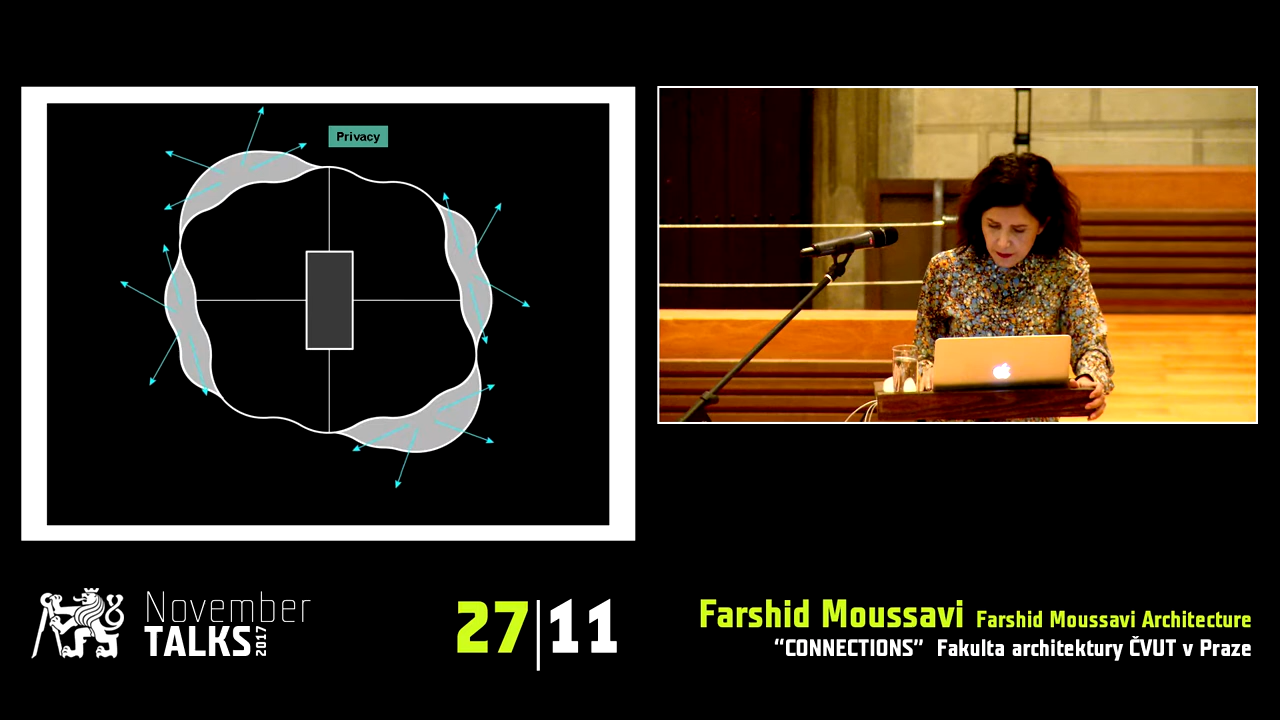 Privacy
November
TALKS 2017
27|11
Farshid Moussavi Farshid Moussavi Architecture
“CONNECTIONS” Fakulta architektury ČVUT v Praze